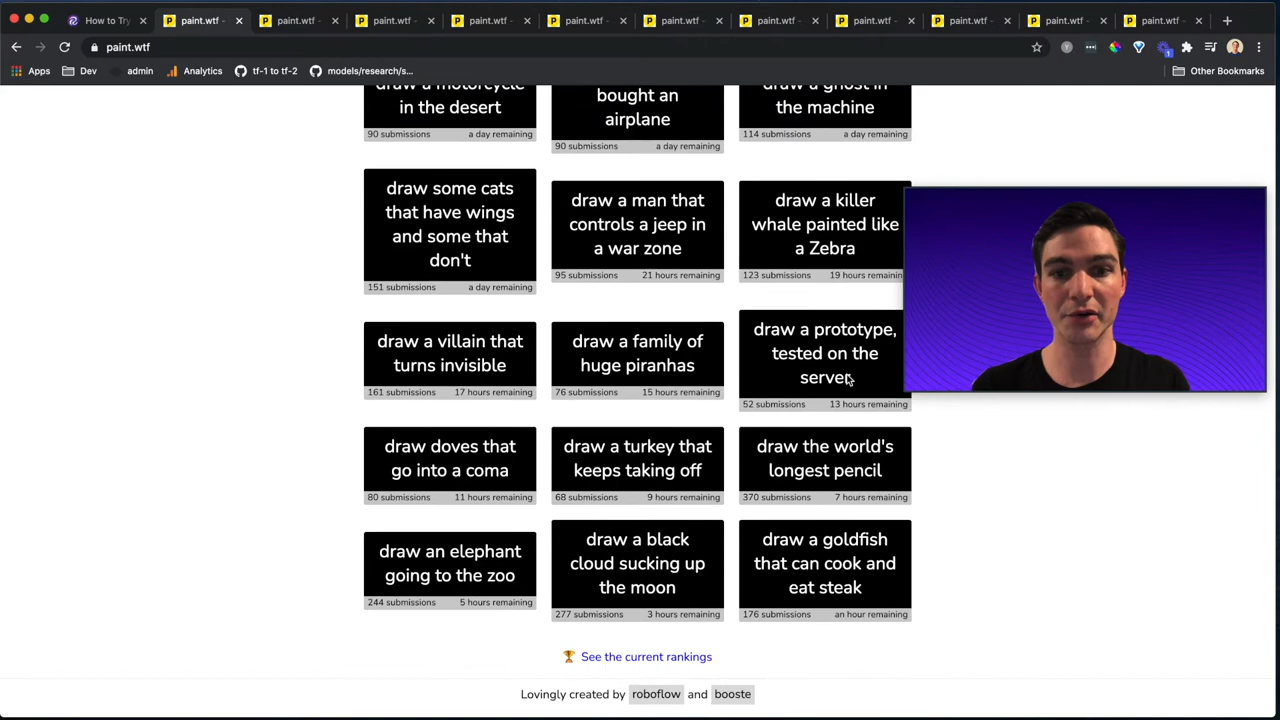 How to Try
paint.wtf -
paint.wtf -
paint.wtf -
paint.wtf -
paint.wtf -
paint.wtf -
paint.wtf -
paint.wtf -
paint.wtf -
paint.wtf -
paint.wtf -
paint.wtf
Apps
Dev
admin
Analytics
tf-1 to tf-2
models/research/s...
Other Bookmarks
draw a motorcycle
in the desert
90 submissions a day remaining
bought an
airplane
90 submissions a day remaining
draw a ghost in
the machine
114 submissions a day remaining
draw some cats
that have wings
and some that
don't
151 submissions a day remaining
draw a man that
controls a jeep in
a war zone
95 submissions 21 hours remaining
draw a killer
whale painted like
a Zebra
123 submissions 19 hours remainin
draw a villain that
turns invisible
161 submissions 17 hours remaining
draw a family of
huge piranhas
76 submissions 15 hours remaining
draw a prototype,
tested on the
server.
52 submissions 13 hours remaining
draw doves that
go into a coma
80 submissions 11 hours remaining
draw a turkey that
keeps taking off
68 submissions 9 hours remaining
draw the world's
longest pencil
370 submissions 7 hours remaining
draw an elephant
going to the zoo
244 submissions 5 hours remaining
draw a black
cloud sucking up
the moon
277 submissions 3 hours remaining
draw a goldfish
that can cook and
eat steak
176 submissions an hour remaining
See the current rankings
Lovingly created by roboflow and booste